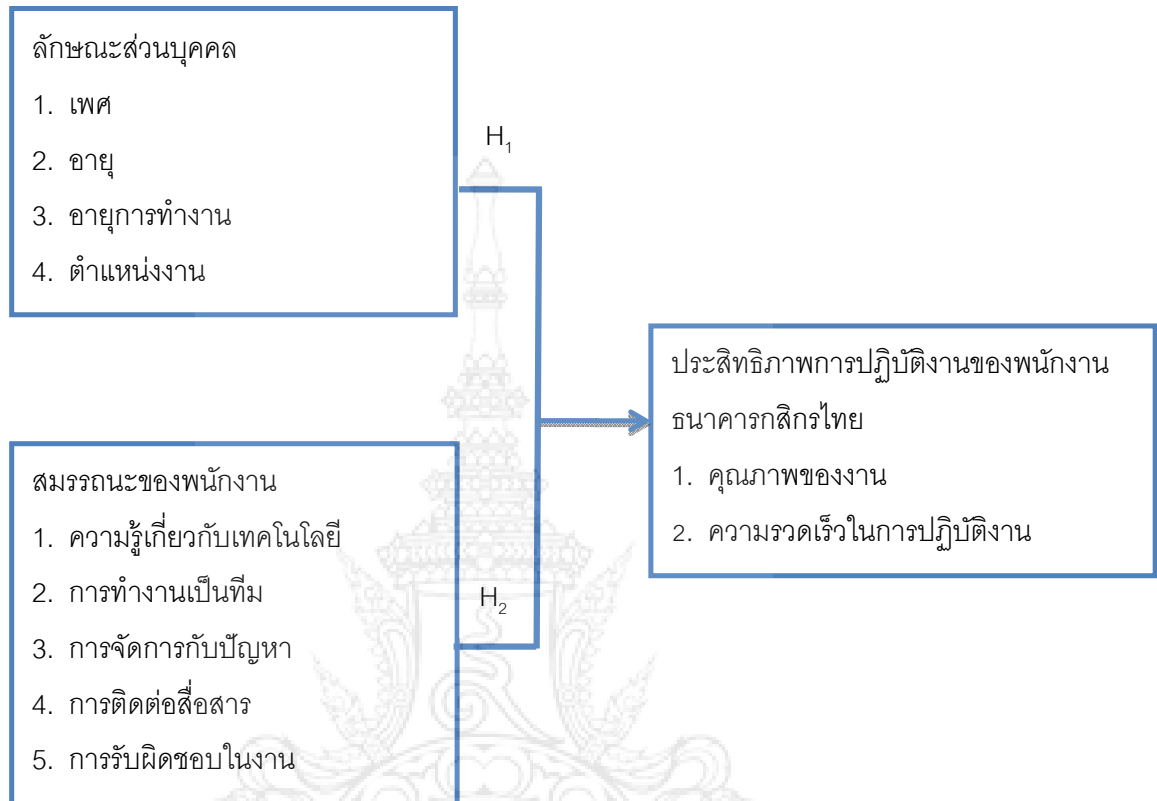 ลักษณะส่วนบุคคล
1. เพศ
2. อายุ
3. อายุการทำงาน
4. ตำแหน่งงาน
H₁
ประสิทธิภาพการปฏิบัติงานของพนักงาน
ธนาคารกสิกรไทย
1. คุณภาพของงาน
2. ความรวดเร็วในการปฏิบัติงาน
สมรรถนะของพนักงาน
1. ความรู้เกี่ยวกับเทคโนโลยี
2. การทำงานเป็นทีม
3. การจัดการกับปัญหา
4. การติดต่อสื่อสาร
5. การรับผิดชอบในงาน
H₂